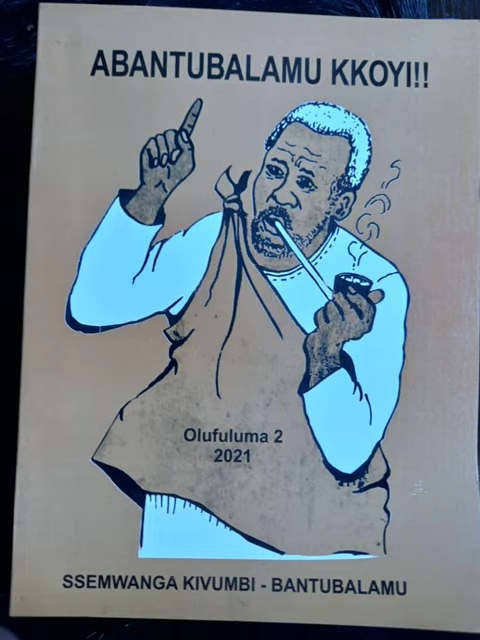 ABANTUBALAMU KKOYI!!
Olufuluma 2
2021
SSEMWANGA KIVUMBI - BANTUBALAMU